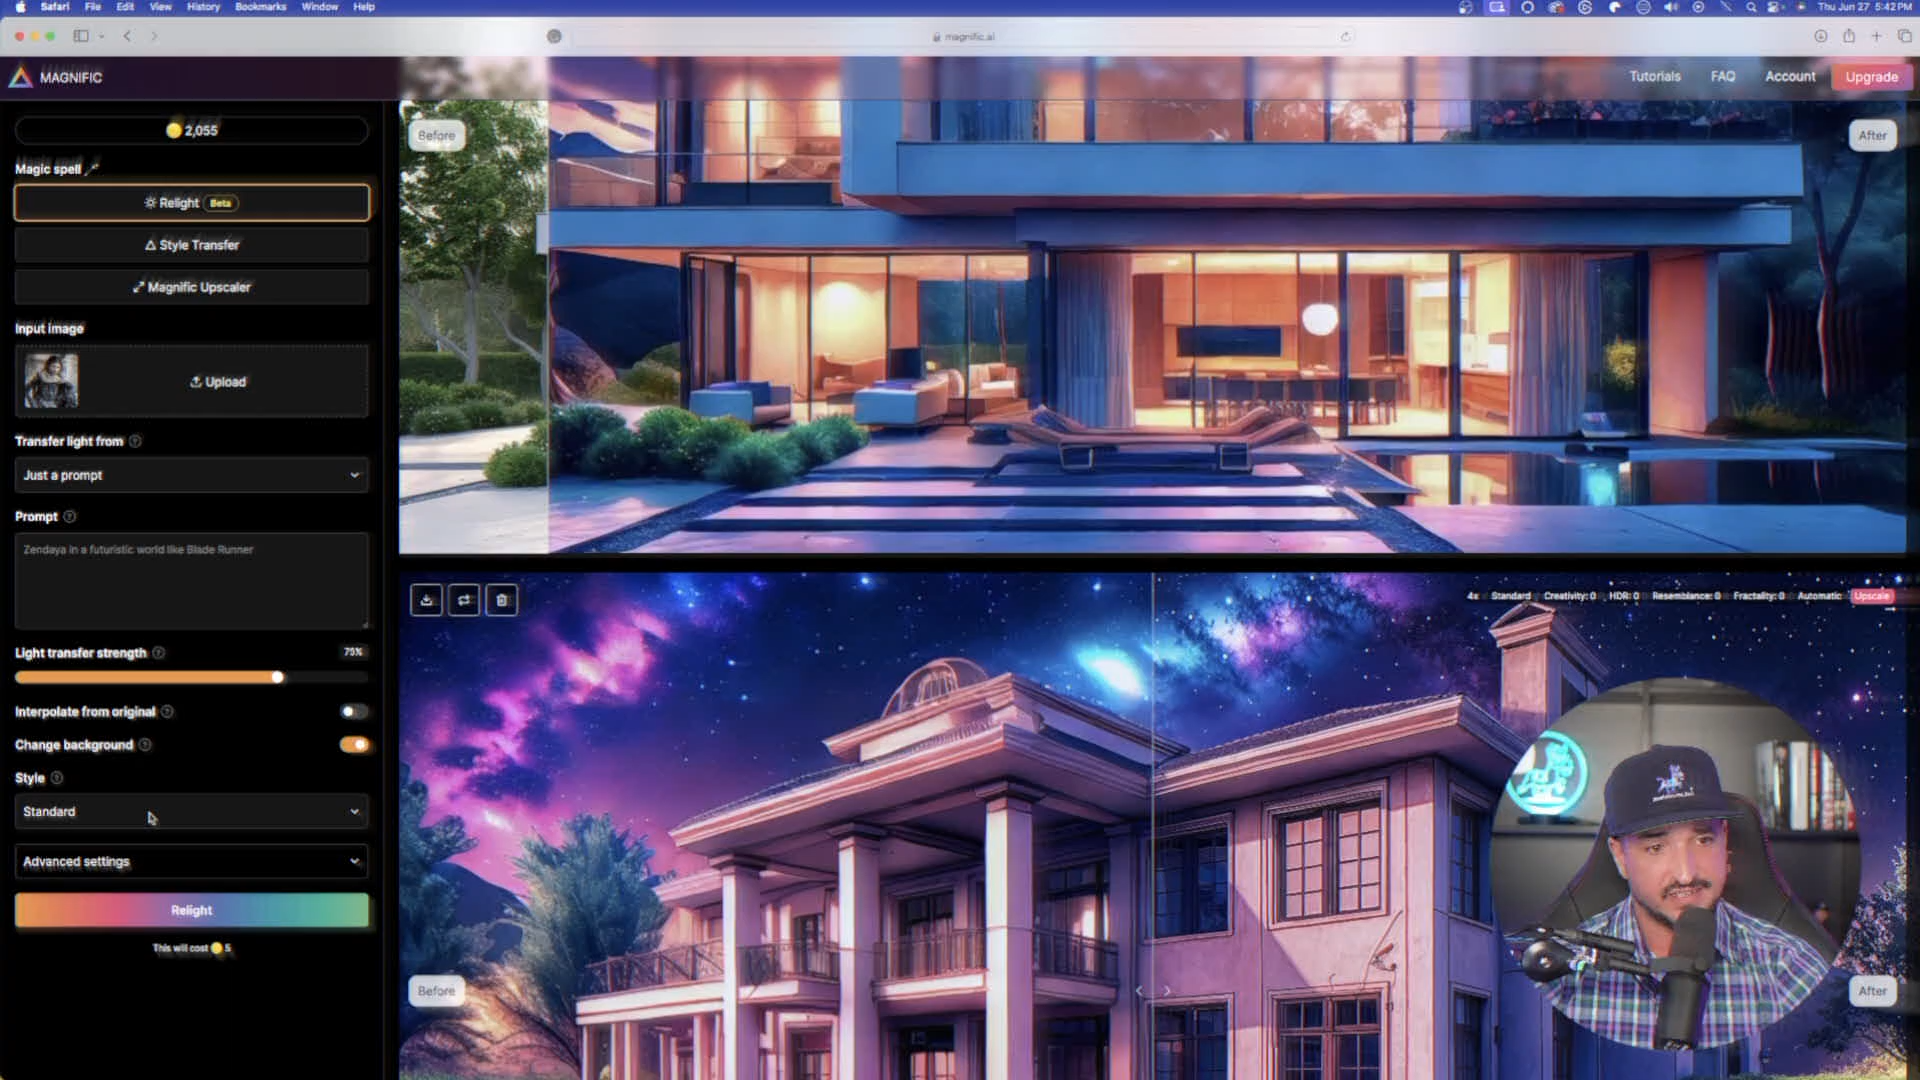 Safari File Edit View History Bookmarks Window Help
Thu Jun 27 5:42 PM
magnific.ai
MAGNIFIC
Tutorials FAQ Account Upgrade
2,055
Magic spell
Relight Beta
Style Transfer
Magnific Upscaler
Input image
Upload
Transfer light from
Just a prompt
Prompt
Zendaya in a futuristic world like Blade Runner
Light transfer strength 75%
Interpolate from original
Change background
Style
Standard
Advanced settings
Relight
This will cost 5
Before
After
4x Standard Creativity: 0 HDR: 0 Resemblance: 0 Fractality: 0 Automatic Upscale
Before
After